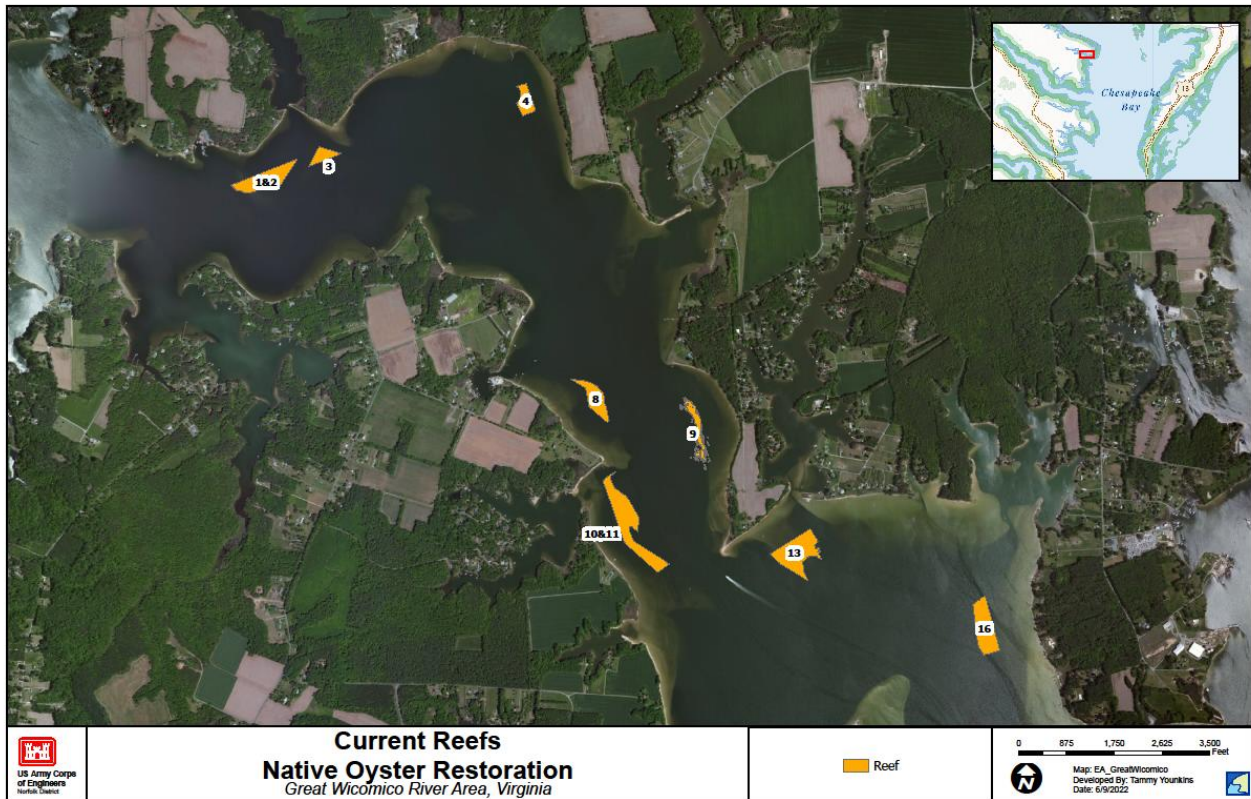 Chesapeake
Bay
13
4
3
1&2
8
9
10&11
13
16
US Army Corps
of Engineers
Norfolk District
Current Reefs
Native Oyster Restoration
Great Wicomico River Area, Virginia
Reef
0 875 1,750 2,625 3,500
Feet
N
Map: EA_GreatWicomico
Developed By: Tammy Younkins
Date: 6/9/2022